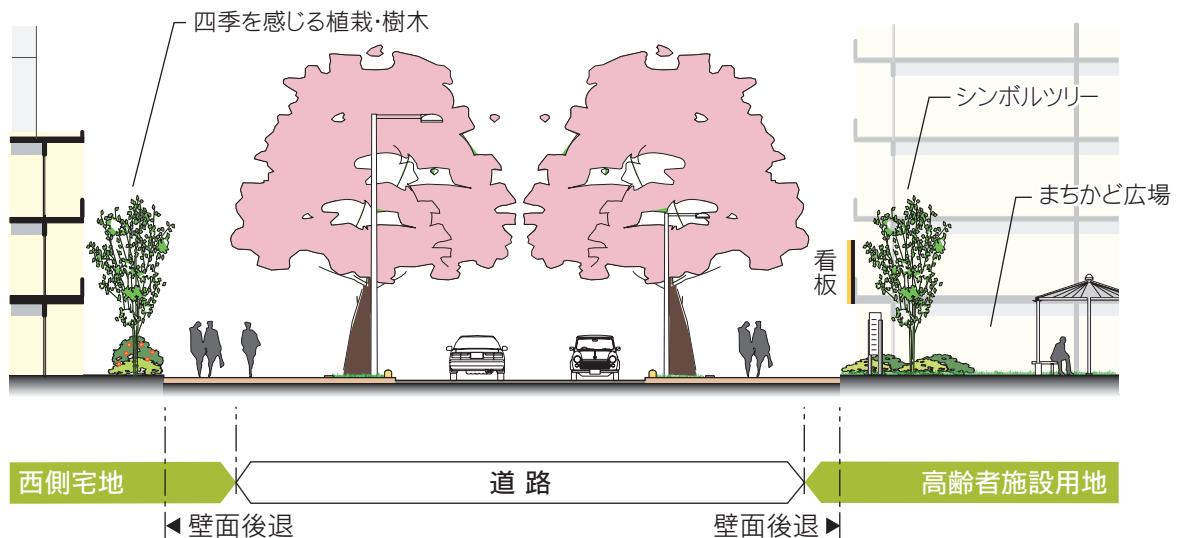 四季を感じる植栽・樹木
シンボルツリー
まちかど広場
看板
西側宅地
道路
高齢者施設用地
◀壁面後退
壁面後退▶